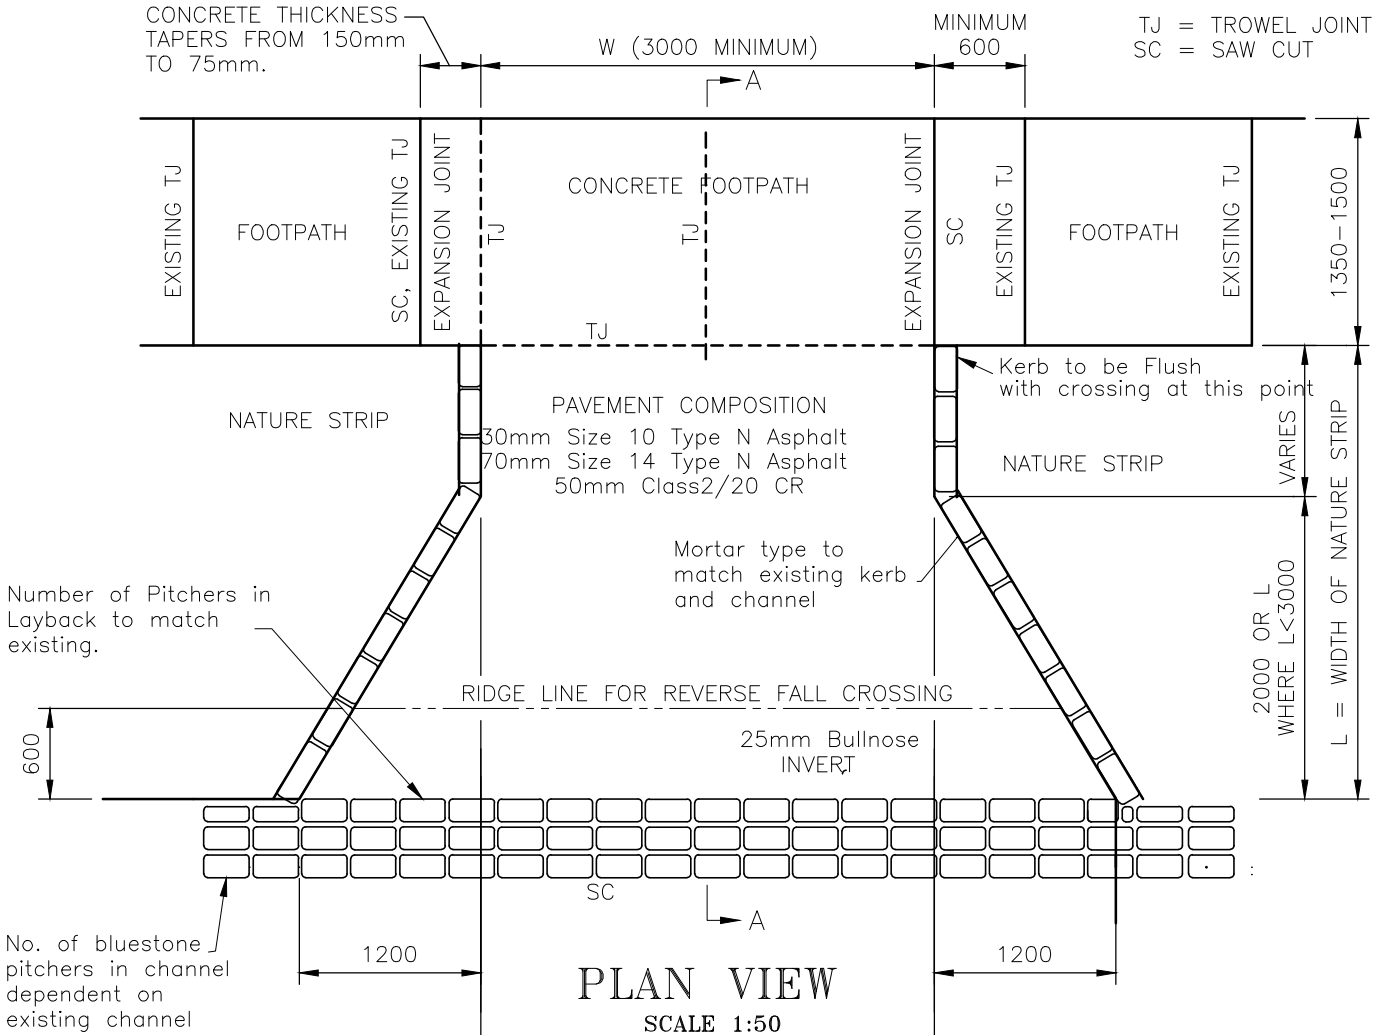 CONCRETE THICKNESS
TAPERS FROM 150mm
TO 75mm.
W (3000 MINIMUM)
MINIMUM
600
TJ = TROWEL JOINT
SC = SAW CUT
A
EXISTING TJ
FOOTPATH
SC, EXISTING TJ
EXPANSION JOINT
TJ
CONCRETE FOOTPATH
TJ
TJ
EXPANSION JOINT
SC
EXISTING TJ
FOOTPATH
EXISTING TJ
1350-1500
Kerb to be Flush
with crossing at this point
NATURE STRIP
PAVEMENT COMPOSITION
30mm Size 10 Type N Asphalt
70mm Size 14 Type N Asphalt
50mm Class2/20 CR
NATURE STRIP
VARIES
L = WIDTH OF NATURE STRIP
Mortar type to
match existing kerb
and channel
2000 OR L
WHERE L<3000
Number of Pitchers in
Layback to match
existing.
RIDGE LINE FOR REVERSE FALL CROSSING
600
25mm Bullnose
INVERT
SC
A
No. of bluestone
pitchers in channel
dependent on
existing channel
1200
1200
PLAN VIEW
SCALE 1:50